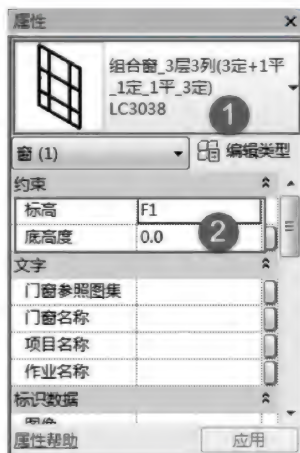 属性
组合窗_3层3列(3定+1平
_1定_1平_3定)
LC3038
1
窗 (1)
编辑类型
约束
标高 F1
底高度 0.0
2
文字
门窗参照图集
门窗名称
项目名称
作业名称
标识数据
图像
属性帮助
应用